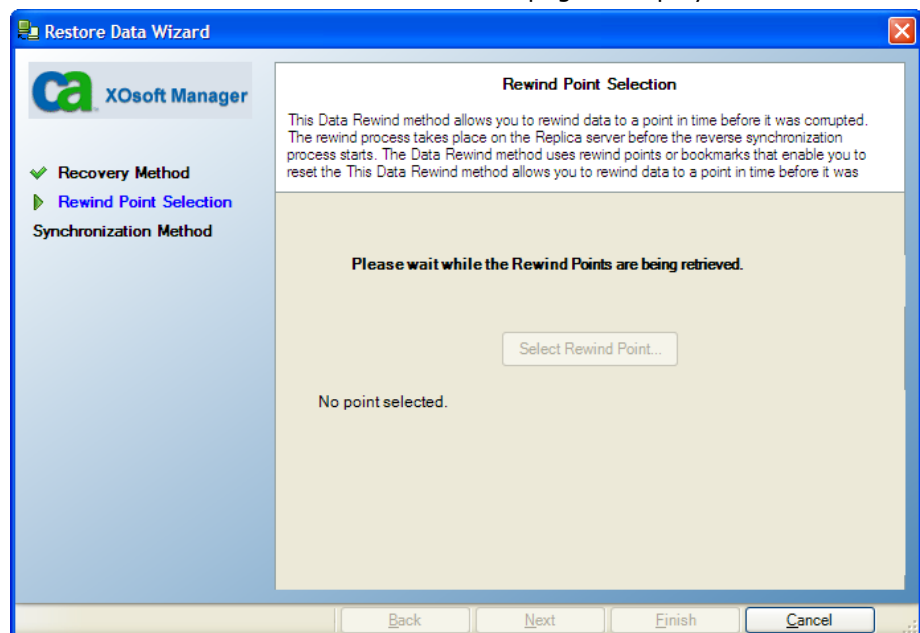 Restore Data Wizard
ca XOsoft Manager
Recovery Method
Rewind Point Selection
Synchronization Method
Rewind Point Selection
This Data Rewind method allows you to rewind data to a point in time before it was corrupted.
The rewind process takes place on the Replica server before the reverse synchronization
process starts. The Data Rewind method uses rewind points or bookmarks that enable you to
reset the This Data Rewind method allows you to rewind data to a point in time before it was
Please wait while the Rewind Points are being retrieved.
Select Rewind Point...
No point selected.
Back Next Finish Cancel